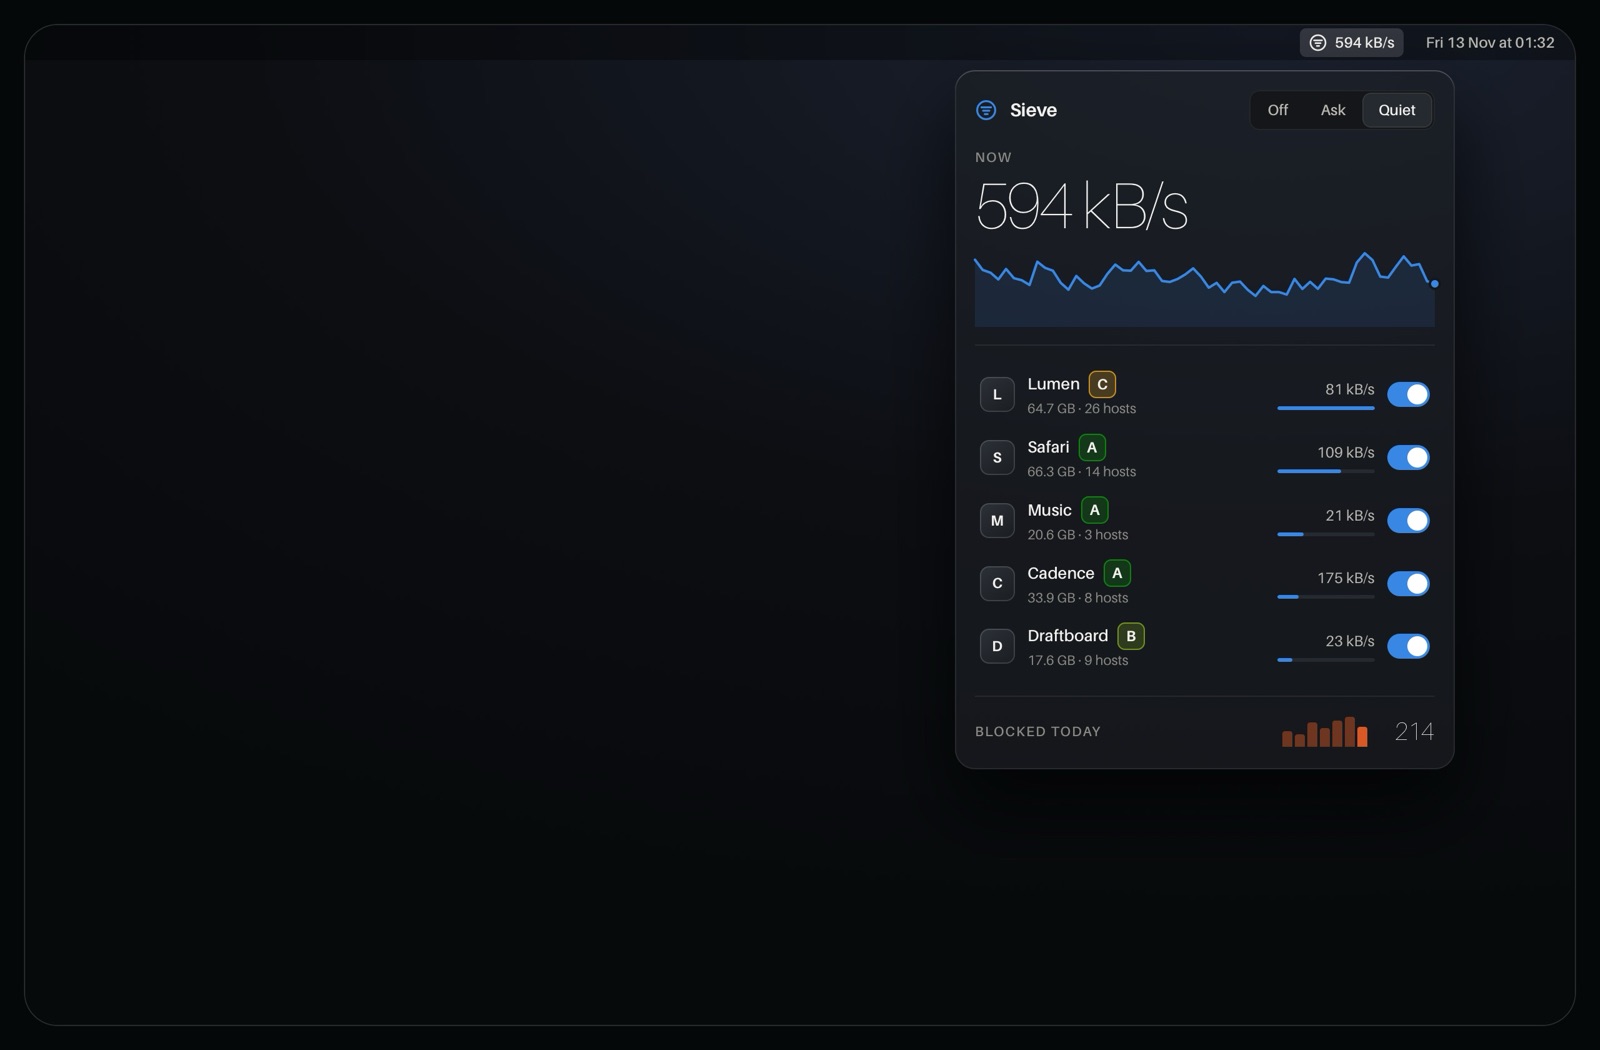 594 kB/s Fri 13 Nov at 01:32
Sieve Off Ask Quiet
NOW
594 kB/s
L Lumen C 81 kB/s
64.7 GB · 26 hosts
S Safari A 109 kB/s
66.3 GB · 14 hosts
M Music A 21 kB/s
20.6 GB · 3 hosts
C Cadence A 175 kB/s
33.9 GB · 8 hosts
D Draftboard B 23 kB/s
17.6 GB · 9 hosts
BLOCKED TODAY 214